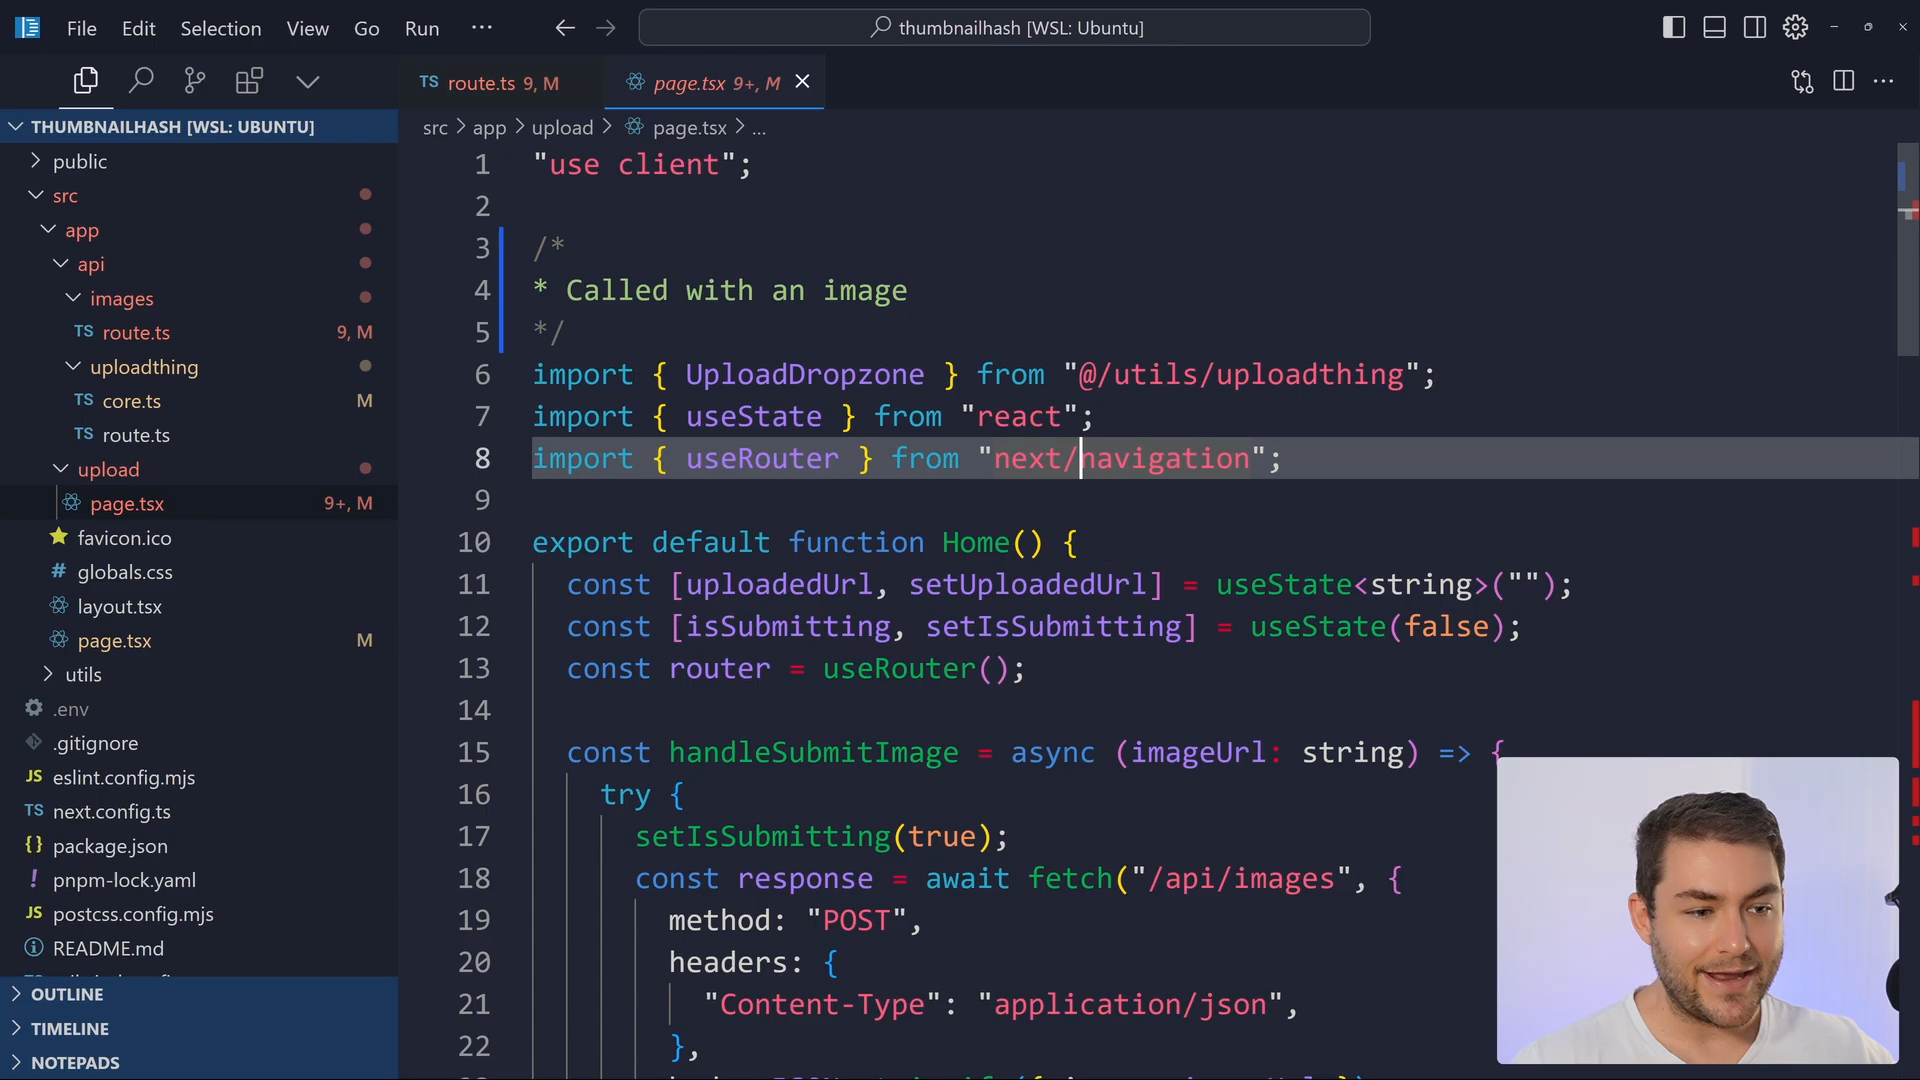 File Edit Selection View Go Run ...
thumbnailhash [WSL: Ubuntu]
TS route.ts 9, M
page.tsx 9+, M
THUMBNAILHASH [WSL: UBUNTU]
public
src
app
api
images
TS route.ts 9, M
uploadthing
TS core.ts M
TS route.ts
upload
page.tsx 9+, M
favicon.ico
# globals.css
layout.tsx
page.tsx M
utils
.env
.gitignore
JS eslint.config.mjs
TS next.config.ts
{} package.json
! pnpm-lock.yaml
JS postcss.config.mjs
README.md
OUTLINE
TIMELINE
NOTEPADS
src > app > upload > page.tsx > ...
1 "use client";
2
3 /*
4 * Called with an image
5 */
6 import { UploadDropzone } from "@/utils/uploadthing";
7 import { useState } from "react";
8 import { useRouter } from "next/navigation";
9
10 export default function Home() {
11 const [uploadedUrl, setUploadedUrl] = useState<string>("");
12 const [isSubmitting, setIsSubmitting] = useState(false);
13 const router = useRouter();
14
15 const handleSubmitImage = async (imageUrl: string) => {
16 try {
17 setIsSubmitting(true);
18 const response = await fetch("/api/images", {
19 method: "POST",
20 headers: {
21 "Content-Type": "application/json",
22 },